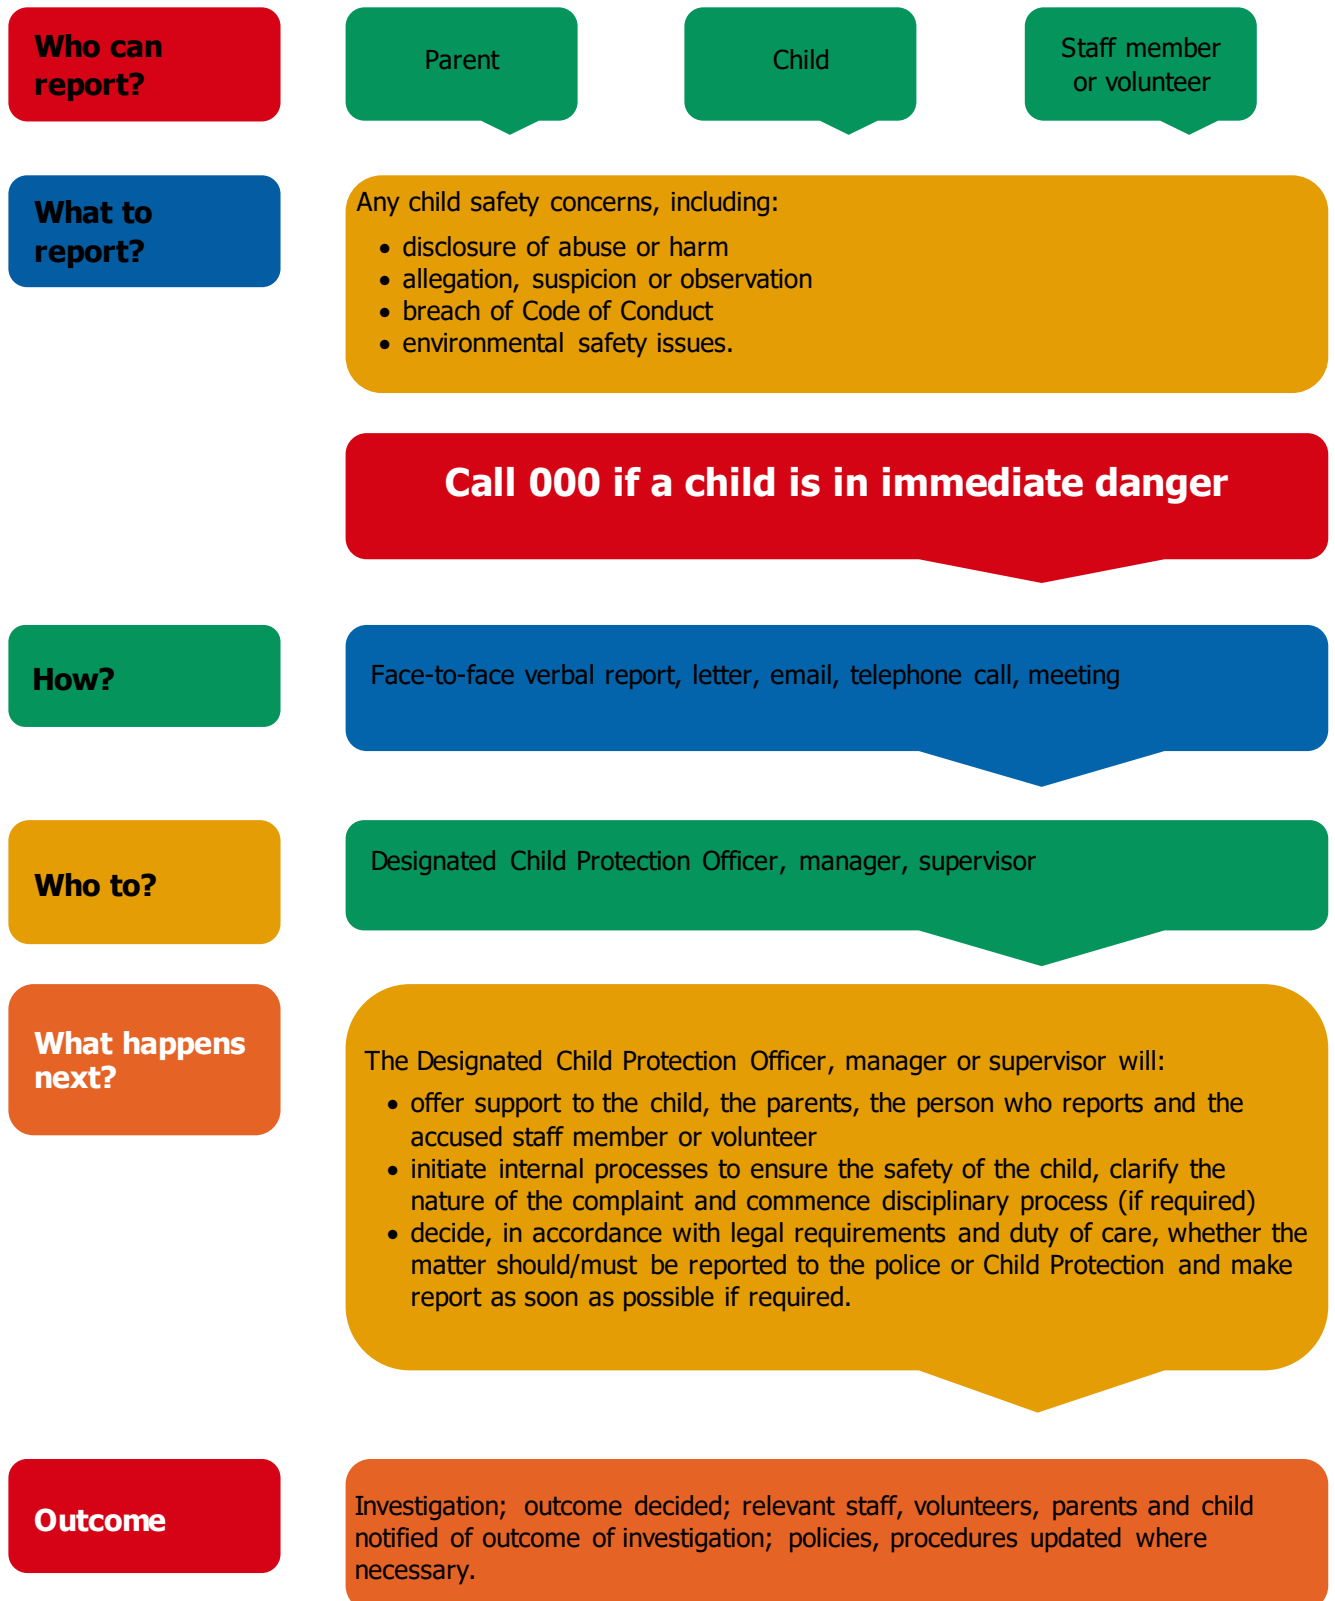 Who can
report?
Parent
Child
Staff member
or volunteer
What to
report?
Any child safety concerns, including:
• disclosure of abuse or harm
• allegation, suspicion or observation
• breach of Code of Conduct
• environmental safety issues.
Call 000 if a child is in immediate danger
How?
Face-to-face verbal report, letter, email, telephone call, meeting
Who to?
Designated Child Protection Officer, manager, supervisor
What happens
next?
The Designated Child Protection Officer, manager or supervisor will:
• offer support to the child, the parents, the person who reports and the
accused staff member or volunteer
• initiate internal processes to ensure the safety of the child, clarify the
nature of the complaint and commence disciplinary process (if required)
• decide, in accordance with legal requirements and duty of care, whether the
matter should/must be reported to the police or Child Protection and make
report as soon as possible if required.
Outcome
Investigation; outcome decided; relevant staff, volunteers, parents and child
notified of outcome of investigation; policies, procedures updated where
necessary.